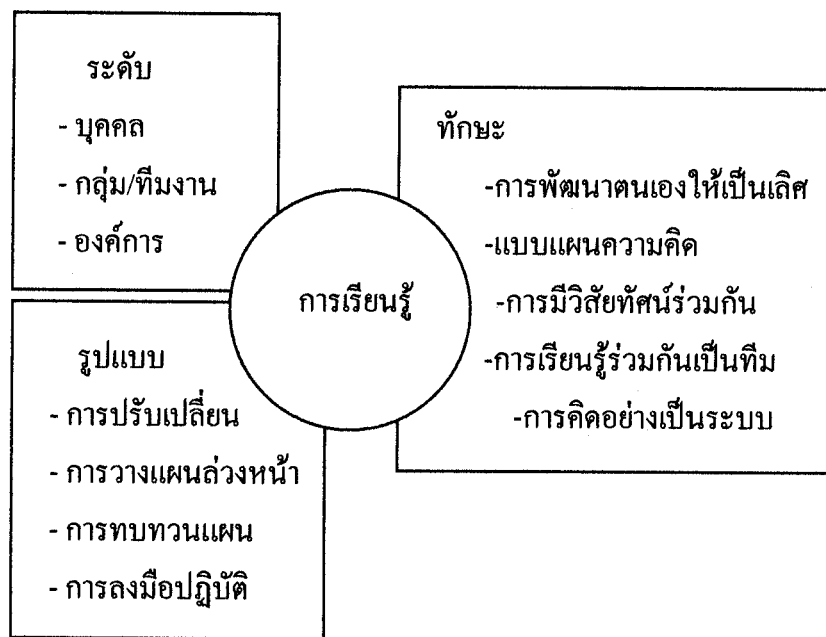 ระดับ
- บุคคล
- กลุ่ม/ทีมงาน
- องค์การ
ทักษะ
-การพัฒนาตนเองให้เป็นเลิศ
-แบบแผนความคิด
-การมีวิสัยทัศน์ร่วมกัน
-การเรียนรู้ร่วมกันเป็นทีม
-การคิดอย่างเป็นระบบ
การเรียนรู้
รูปแบบ
- การปรับเปลี่ยน
- การวางแผนล่วงหน้า
- การทบทวนแผน
- การลงมือปฏิบัติ